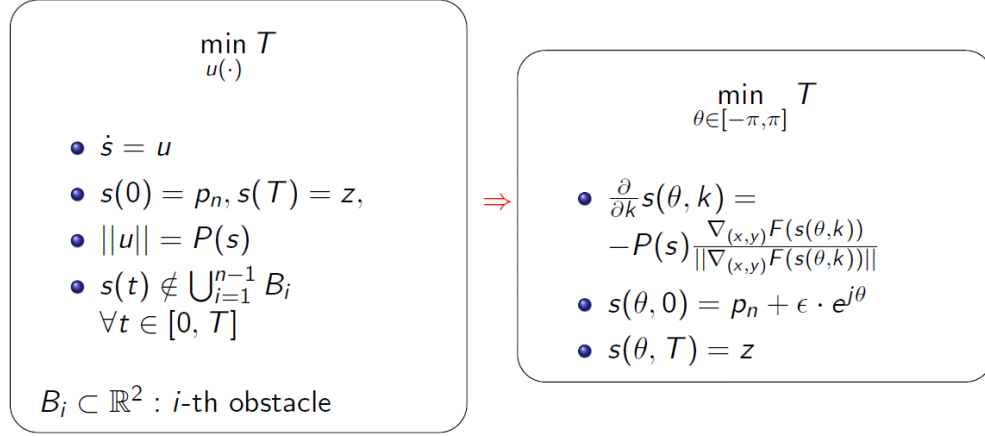 min T
u(·)
• ṡ = u
• s(0) = pₙ, s(T) = z,
• ||u|| = P(s)
• s(t) ∉ ⋃ᵢ₌₁ⁿ⁻¹ Bᵢ
∀t ∈ [0, T]
Bᵢ ⊂ ℝ² : i-th obstacle
⇒
min T
θ∈[−π,π]
• ∂/∂k s(θ, k) =
−P(s) ∇₍ₓ,ᵧ₎F(s(θ,k)) / ||∇₍ₓ,ᵧ₎F(s(θ,k))||
• s(θ, 0) = pₙ + ϵ · e^{jθ}
• s(θ, T) = z